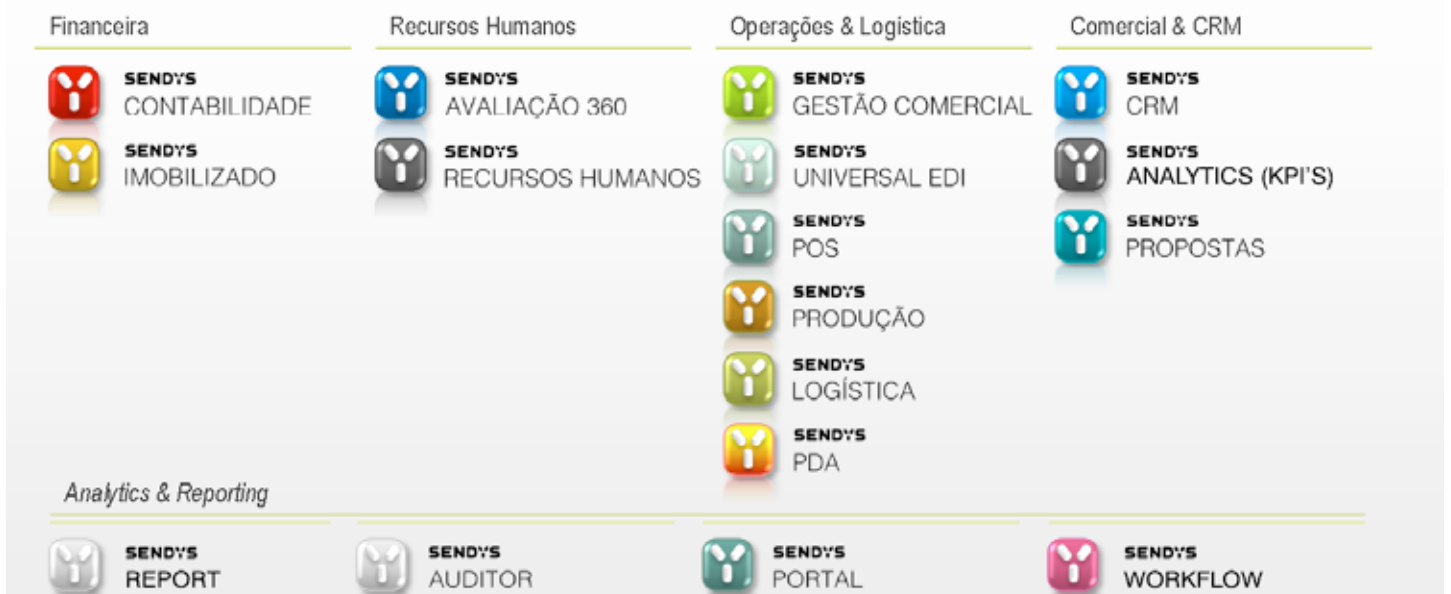 Financeira
SENDYS
CONTABILIDADE
SENDYS
IMOBILIZADO
Recursos Humanos
SENDYS
AVALIAÇÃO 360
SENDYS
RECURSOS HUMANOS
Operações & Logistica
SENDYS
GESTÃO COMERCIAL
SENDYS
UNIVERSAL EDI
SENDYS
POS
SENDYS
PRODUÇÃO
SENDYS
LOGÍSTICA
SENDYS
PDA
Comercial & CRM
SENDYS
CRM
SENDYS
ANALYTICS (KPI'S)
SENDYS
PROPOSTAS
Analytics & Reporting
SENDYS
REPORT
SENDYS
AUDITOR
SENDYS
PORTAL
SENDYS
WORKFLOW